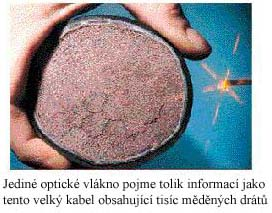 Jediné optické vlákno pojme tolik informací jako
tento velký kabel obsahující tisíc měděných drátů